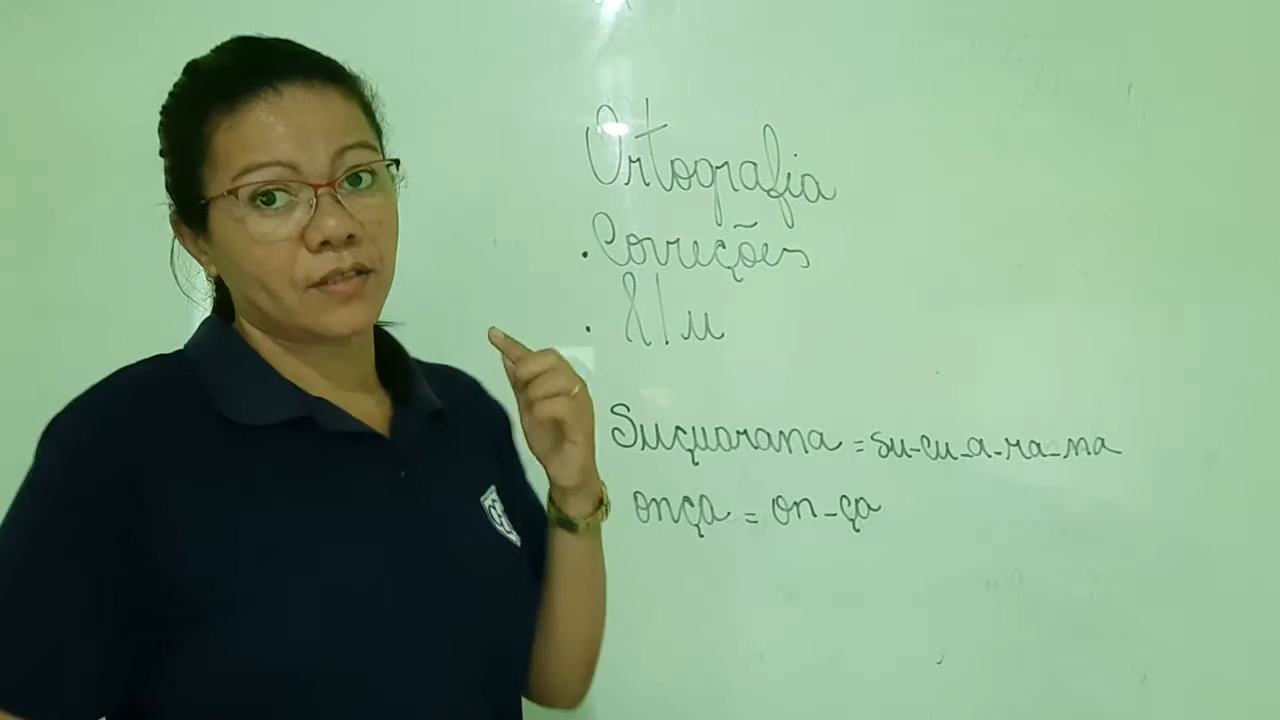 Ortografia
. Correções
. l/u
Suçuarana = su-çu-a-ra-na
onça = on-ça